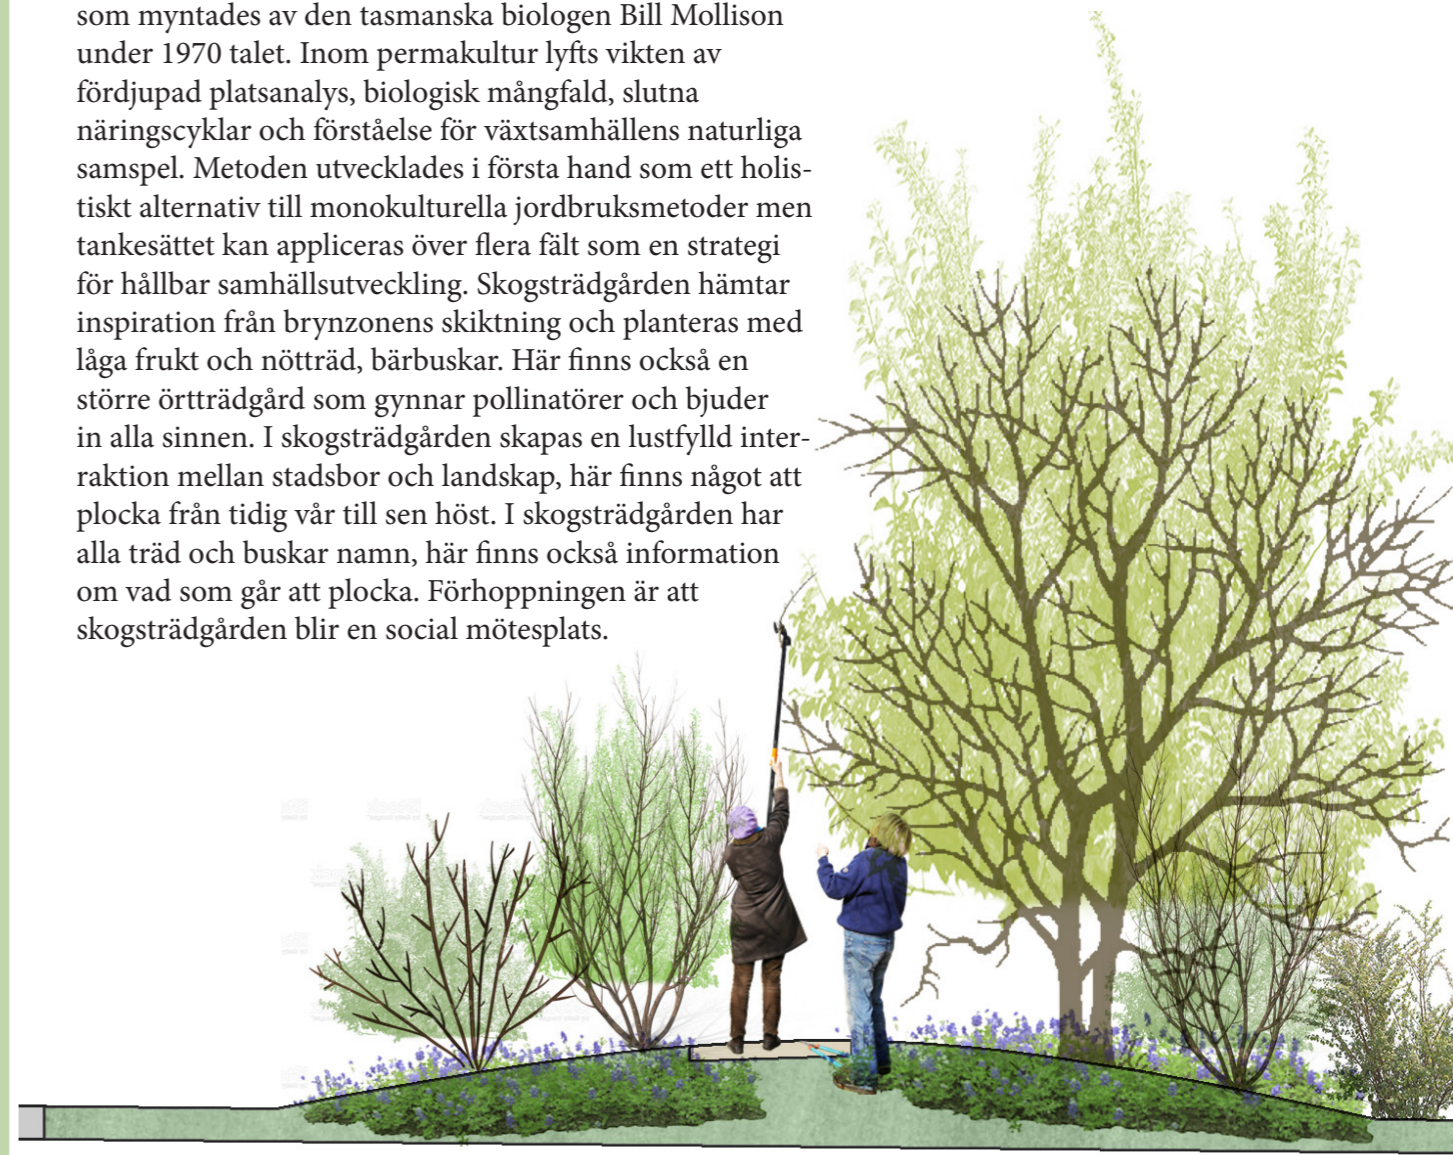 som myntades av den tasmanska biologen Bill Mollison
under 1970 talet. Inom permakultur lyfts vikten av
fördjupad platsanalys, biologisk mångfald, slutna
näringscyklar och förståelse för växtsamhällens naturliga
samspel. Metoden utvecklades i första hand som ett holis-
tiskt alternativ till monokulturella jordbruksmetoder men
tankesättet kan appliceras över flera fält som en strategi
för hållbar samhällsutveckling. Skogsträdgården hämtar
inspiration från brynzonens skiktning och planteras med
låga frukt och nötträd, bärbuskar. Här finns också en
större örtträdgård som gynnar pollinatörer och bjuder
in alla sinnen. I skogsträdgården skapas en lustfylld inter-
raktion mellan stadsbor och landskap, här finns något att
plocka från tidig vår till sen höst. I skogsträdgården har
alla träd och buskar namn, här finns också information
om vad som går att plocka. Förhoppningen är att
skogsträdgården blir en social mötesplats.